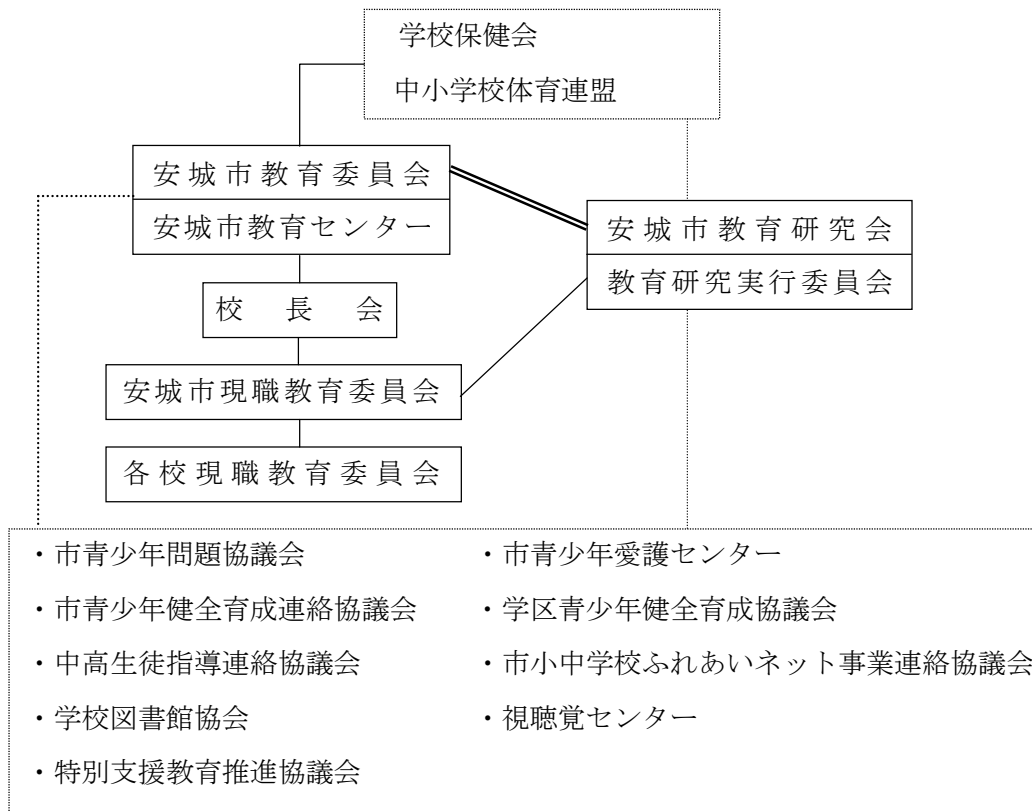 学校保健会
中小学校体育連盟
安城市教育委員会
安城市教育センター
安城市教育研究会
教育研究実行委員会
校長会
安城市現職教育委員会
各校現職教育委員会
・市青少年問題協議会
・市青少年愛護センター
・市青少年健全育成連絡協議会
・学区青少年健全育成協議会
・中高生徒指導連絡協議会
・市小中学校ふれあいネット事業連絡協議会
・学校図書館協会
・視聴覚センター
・特別支援教育推進協議会